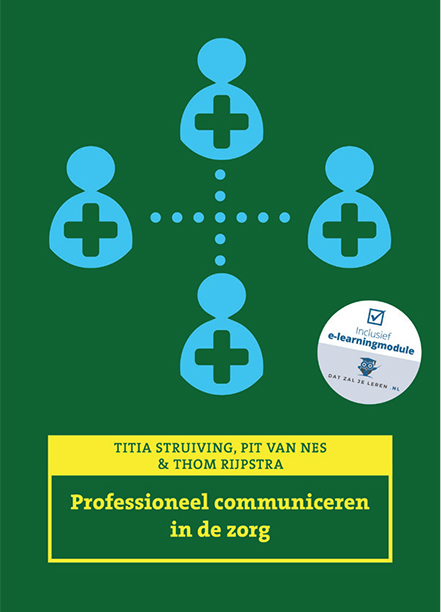 Inclusief
e-learningmodule
DAT ZAL JE LEREN .NL
TITIA STRUIVING, PIT VAN NES
& THOM RIJPSTRA
Professioneel communiceren
in de zorg